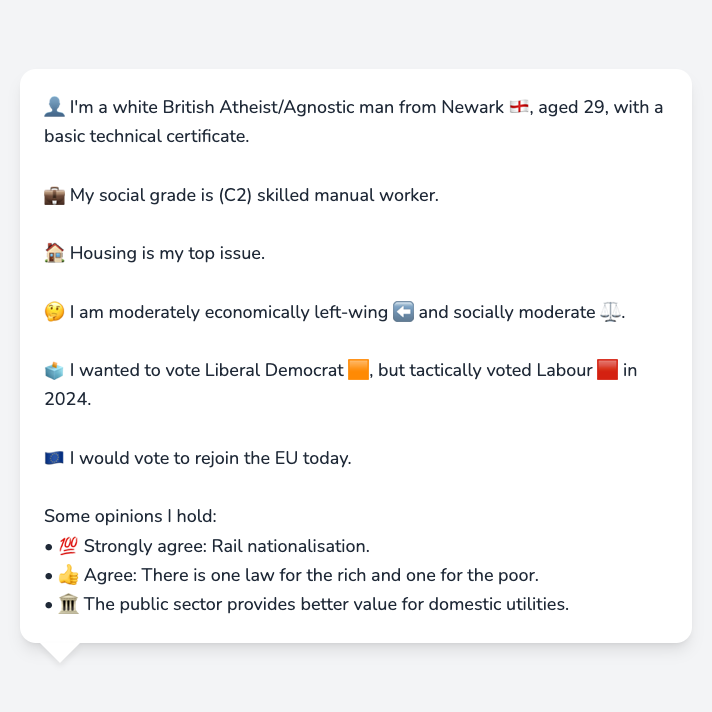 👤 I'm a white British Atheist/Agnostic man from Newark 🏴󠁧󠁢󠁥󠁮󠁧󠁿, aged 29, with a
basic technical certificate.
💼 My social grade is (C2) skilled manual worker.
🏠 Housing is my top issue.
🤔 I am moderately economically left-wing ⬅️ and socially moderate ⚖️.
🗳️ I wanted to vote Liberal Democrat 🟧, but tactically voted Labour 🟥 in
2024.
🇪🇺 I would vote to rejoin the EU today.
Some opinions I hold:
• 💯 Strongly agree: Rail nationalisation.
• 👍 Agree: There is one law for the rich and one for the poor.
• 🏛️ The public sector provides better value for domestic utilities.